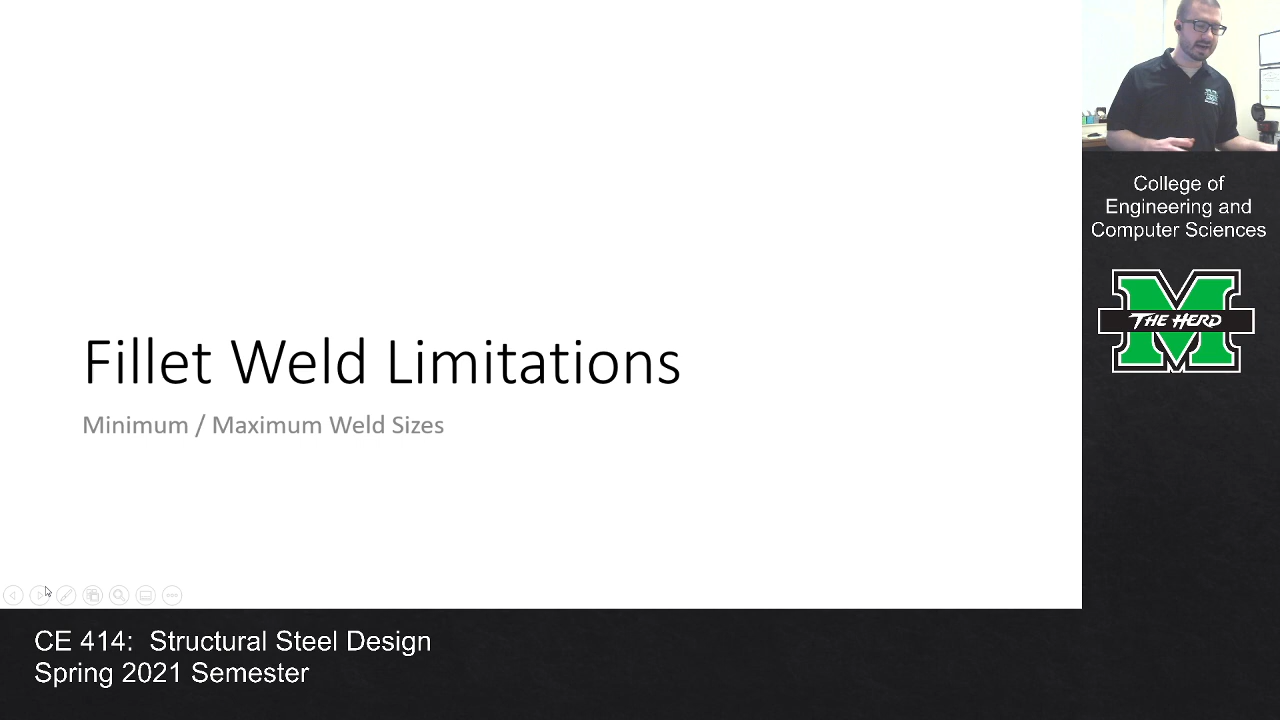 Fillet Weld Limitations
Minimum / Maximum Weld Sizes
College of
Engineering and
Computer Sciences
THE HERD
CE 414:  Structural Steel Design
Spring 2021 Semester